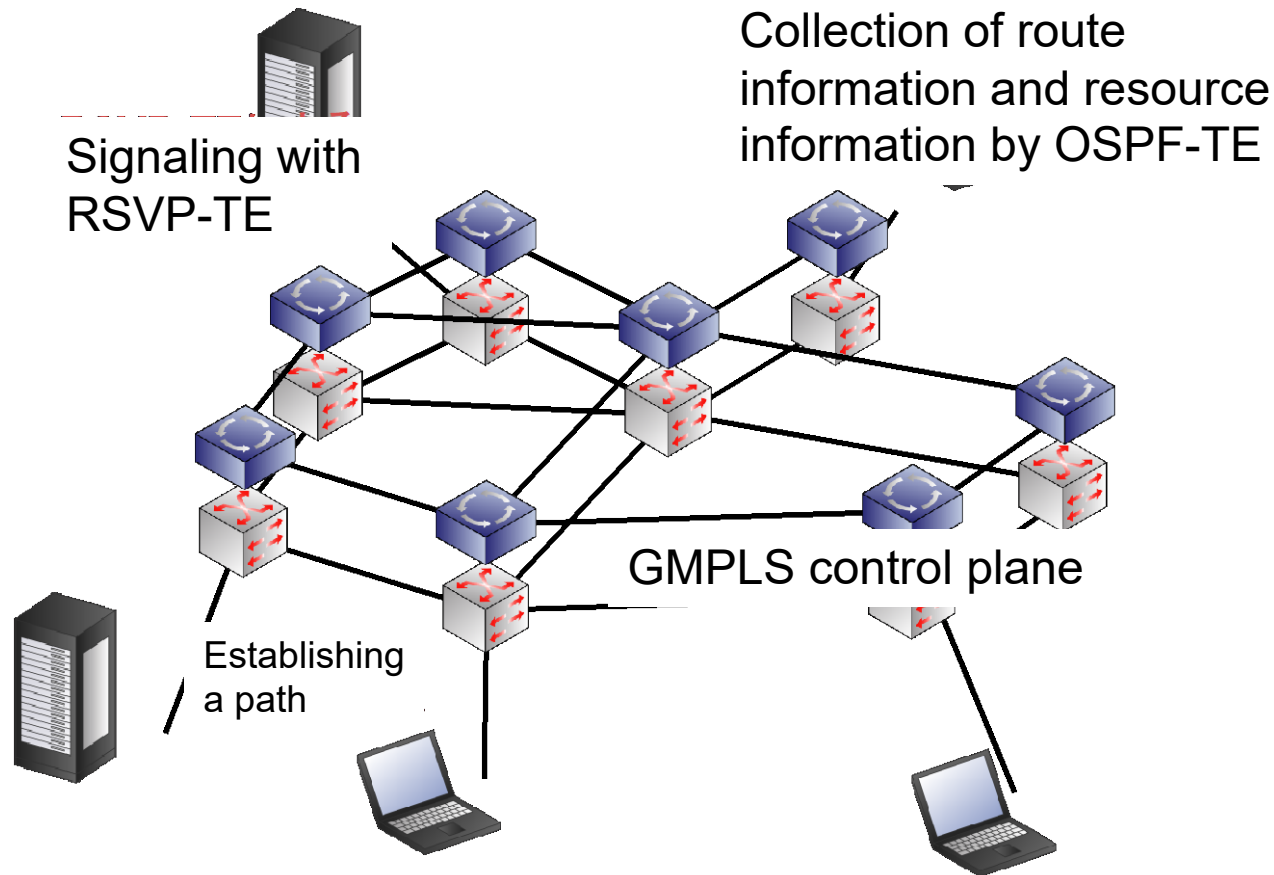 Collection of route
information and resource
information by OSPF-TE
Signaling with
RSVP-TE
GMPLS control plane
Establishing
a path